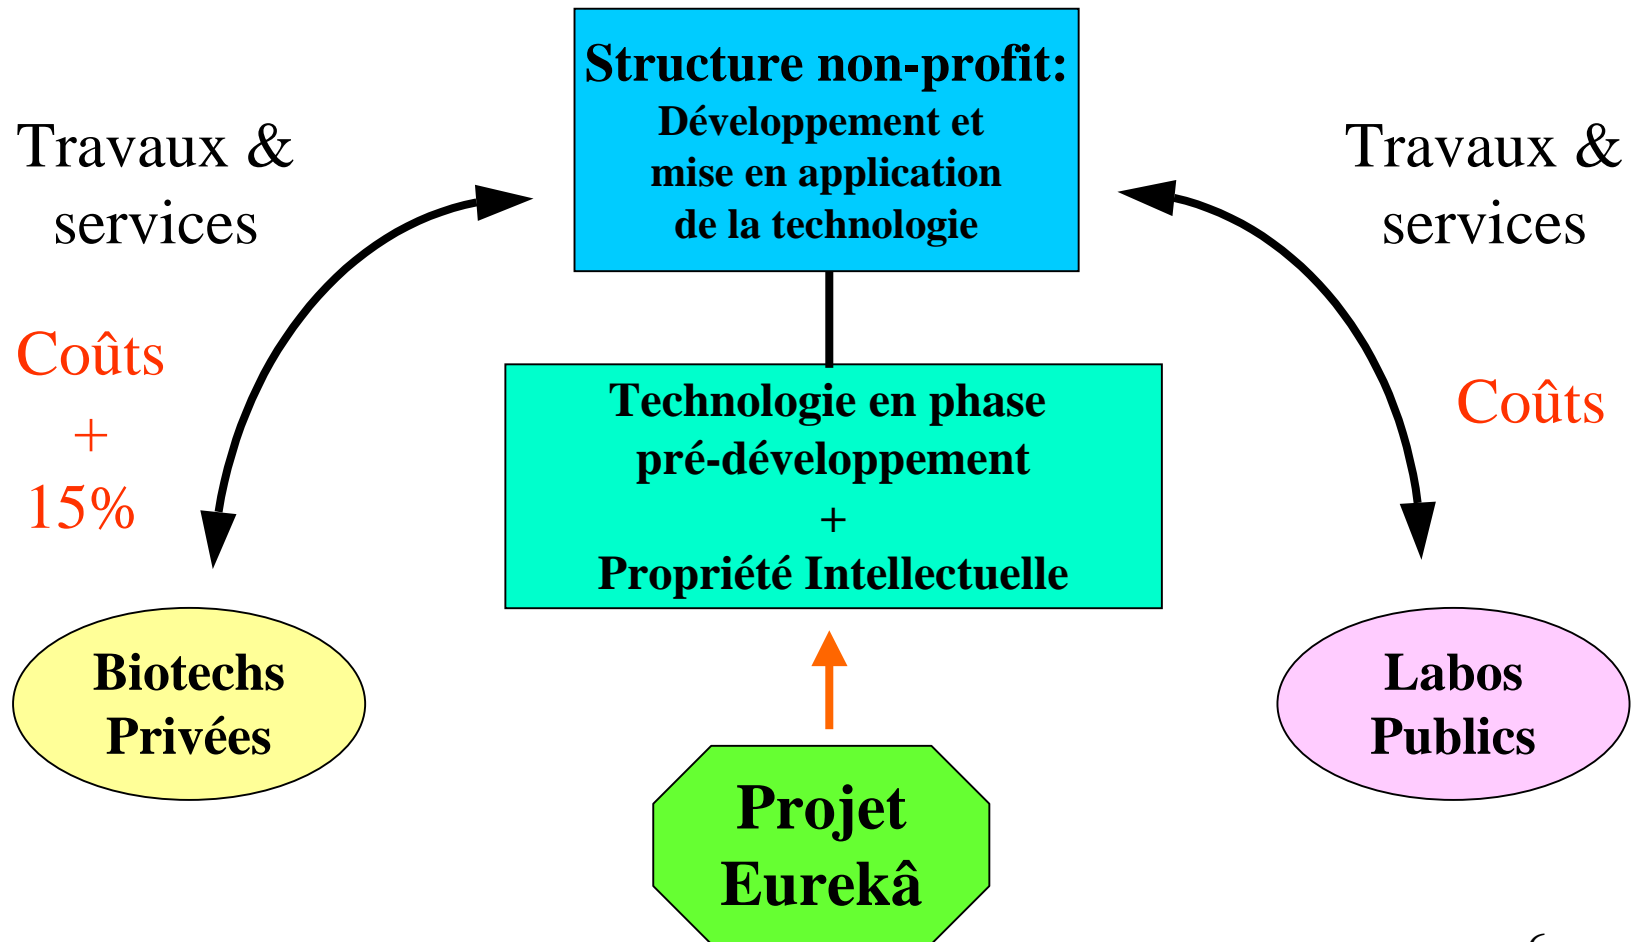 Structure non-profit:
Développement et
mise en application
de la technologie
Travaux &
services
Travaux &
services
Coûts
+
15%
Coûts
Technologie en phase
pré-développement
+
Propriété Intellectuelle
Biotechs
Privées
Labos
Publics
Projet
Eurekâ